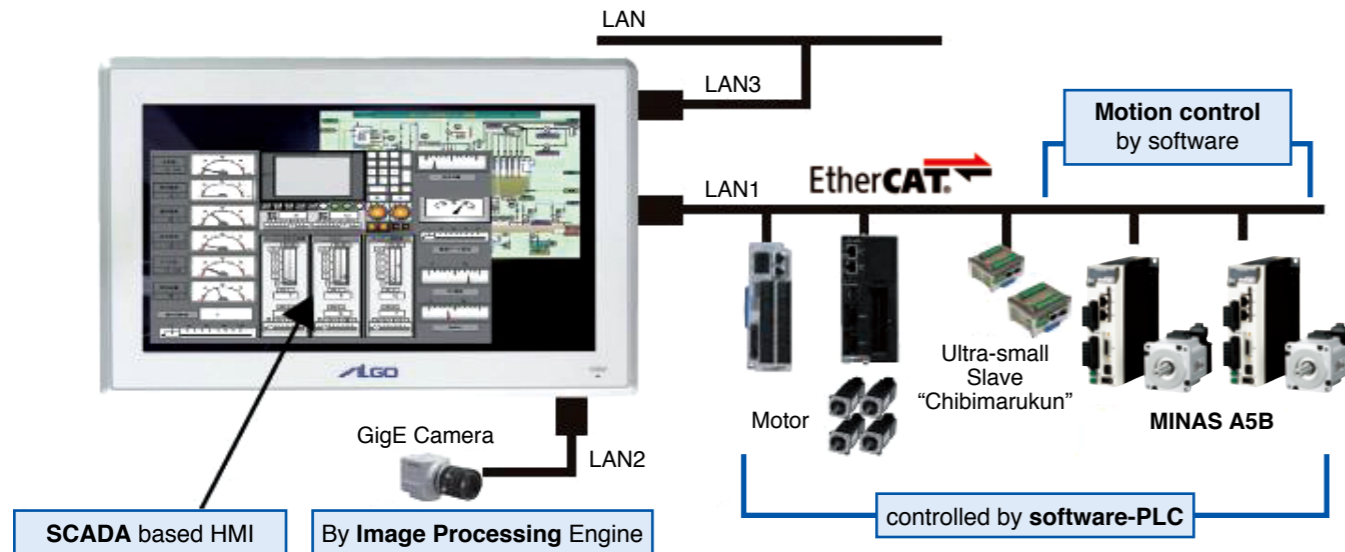 LAN
LAN3
Motion control
by software
LAN1
EtherCAT®
ALGO
Ultra-small
Slave
“Chibimarukun”
Motor
MINAS A5B
GigE Camera
LAN2
SCADA based HMI
By Image Processing Engine
controlled by software-PLC